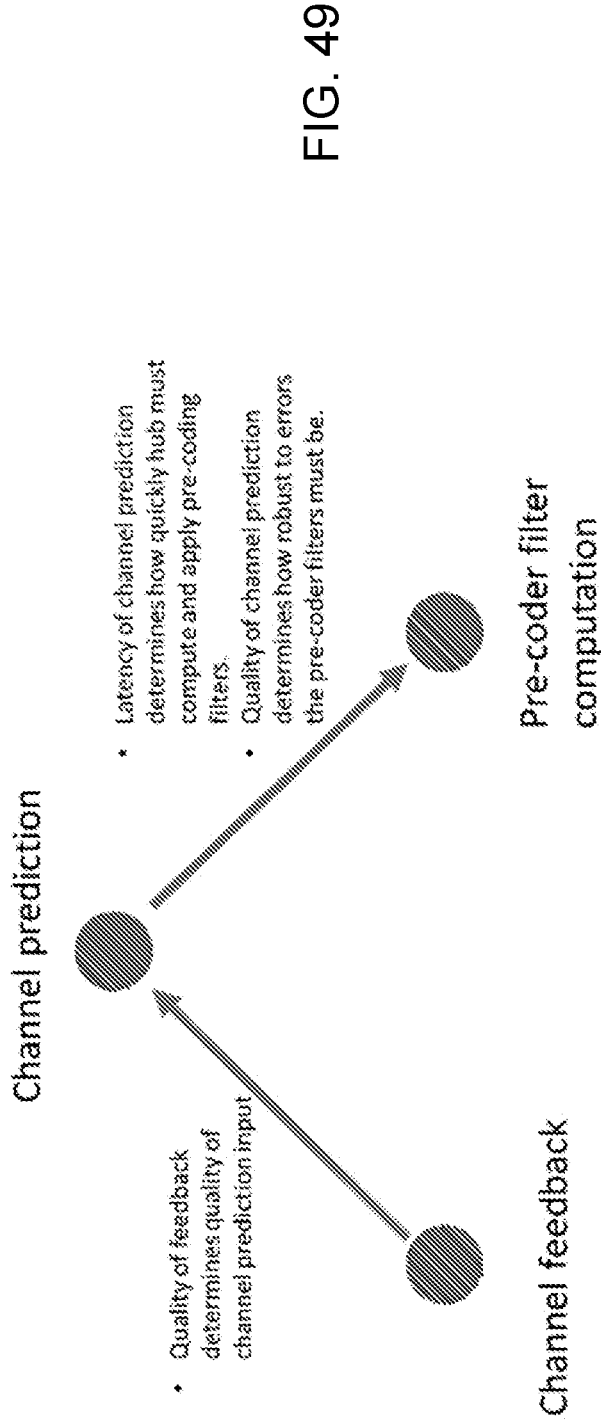 Channel prediction
• Quality of feedback
determines quality of
channel prediction input
* Latency of channel prediction
determines how quickly hub must
compute and apply pre-coding
filters.
• Quality of channel prediction
determines how robust to errors
the pre-coder filters must be.
Channel feedback
Pre-coder filter
computation
FIG. 49